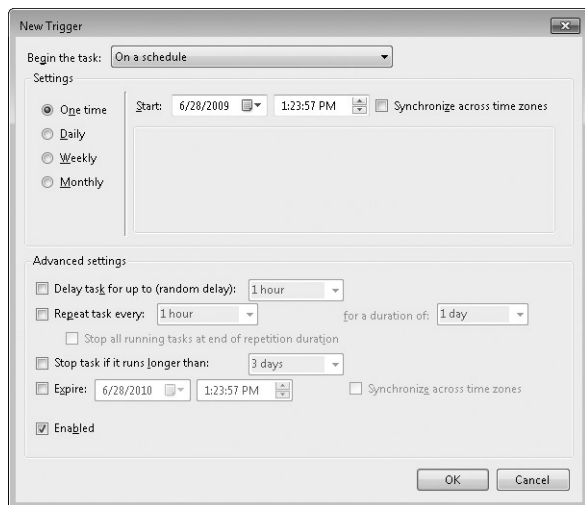 New Trigger
Begin the task: On a schedule
Settings
One time
Start: 6/28/2009 1:23:57 PM Synchronize across time zones
Daily
Weekly
Monthly
Advanced settings
Delay task for up to (random delay): 1 hour
Repeat task every: 1 hour for a duration of: 1 day
Stop all running tasks at end of repetition duration
Stop task if it runs longer than: 3 days
Expire: 6/28/2010 1:23:57 PM Synchronize across time zones
Enabled
OK Cancel